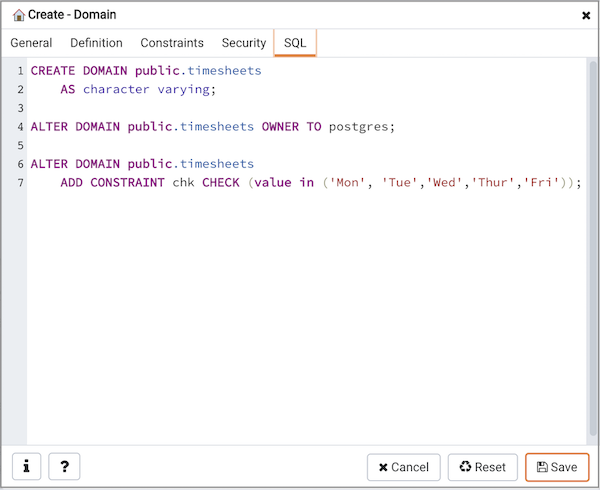 Create - Domain
General Definition Constraints Security SQL
1 CREATE DOMAIN public.timesheets
2     AS character varying;
3
4 ALTER DOMAIN public.timesheets OWNER TO postgres;
5
6 ALTER DOMAIN public.timesheets
7     ADD CONSTRAINT chk CHECK (value in ('Mon', 'Tue','Wed','Thur','Fri'));
i ? Cancel Reset Save